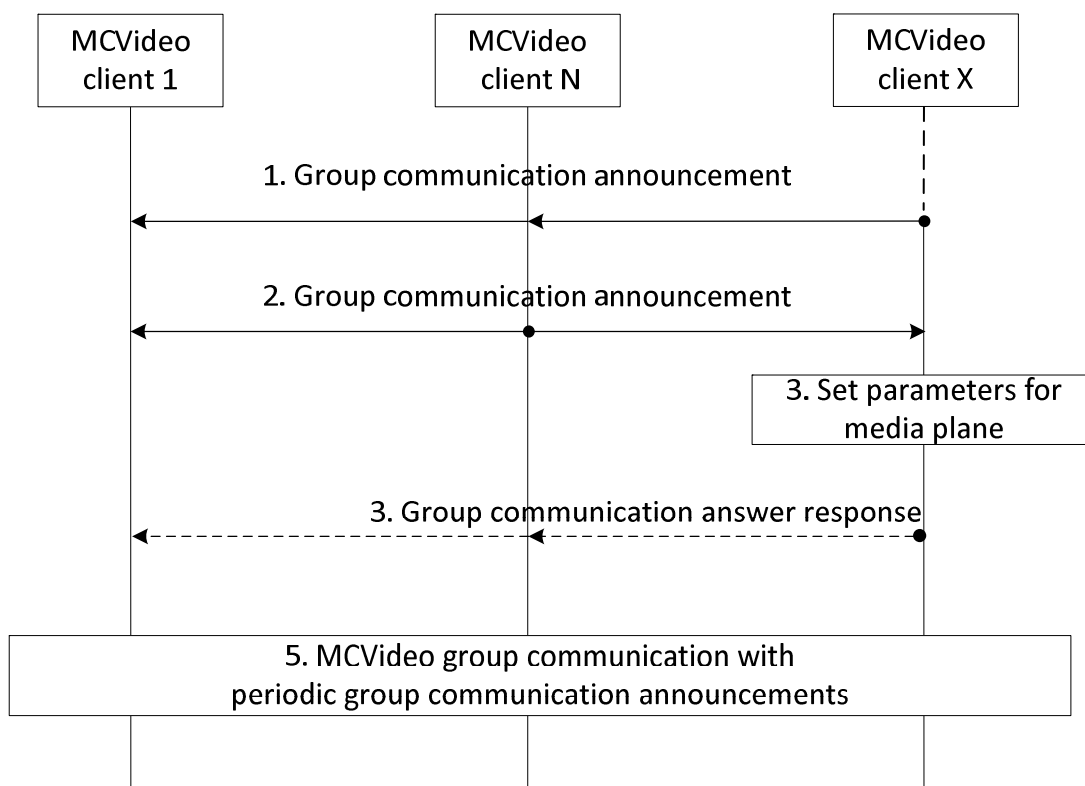 MCVideo
client 1
MCVideo
client N
MCVideo
client X
1. Group communication announcement
2. Group communication announcement
3. Set parameters for
media plane
3. Group communication answer response
5. MCVideo group communication with
periodic group communication announcements